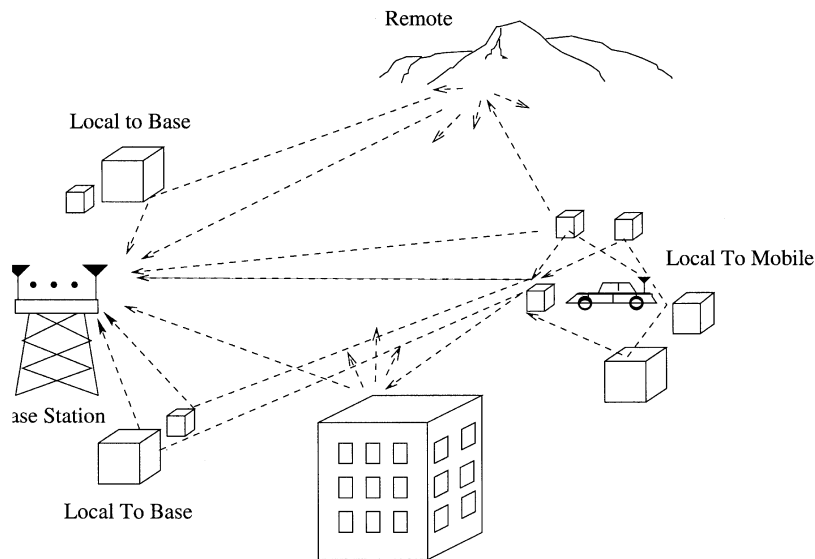 Remote
Local to Base
Local To Mobile
ase Station
Local To Base